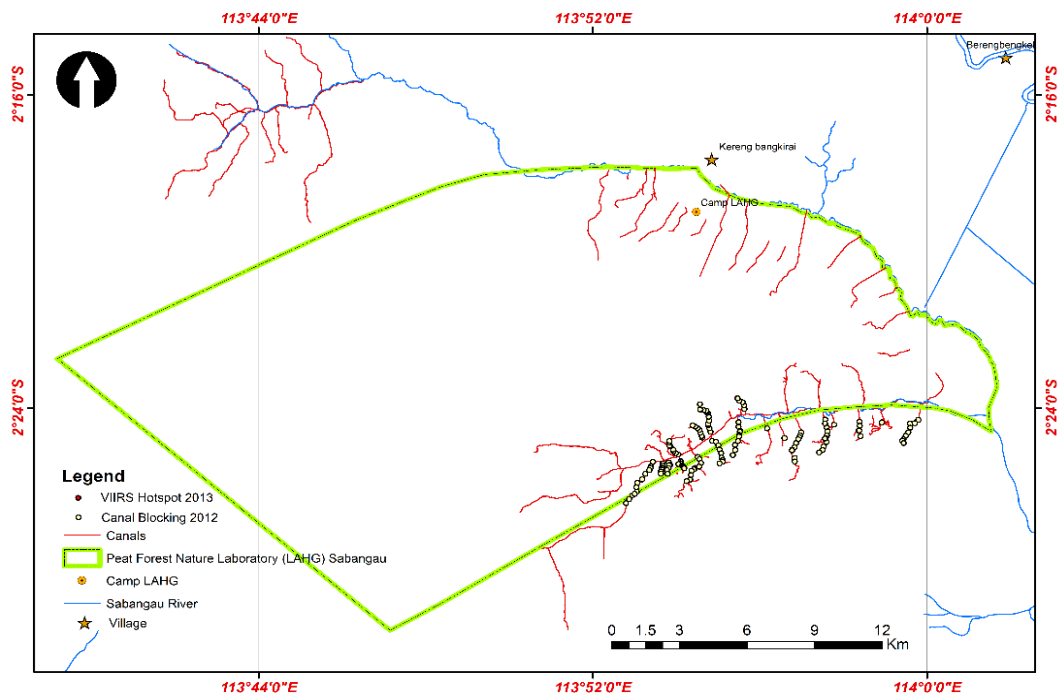 113°44'0"E 113°52'0"E 114°0'0"E
Berengbengkel
2°16'0"S 2°16'0"S
Kereng bangkirai
Camp LAHG
2°24'0"S 2°24'0"S
Legend
VIIRS Hotspot 2013
Canal Blocking 2012
Canals
Peat Forest Nature Laboratory (LAHG) Sabangau
Camp LAHG
Sabangau River
Village
0 1.5 3 6 9 12
Km
113°44'0"E 113°52'0"E 114°0'0"E